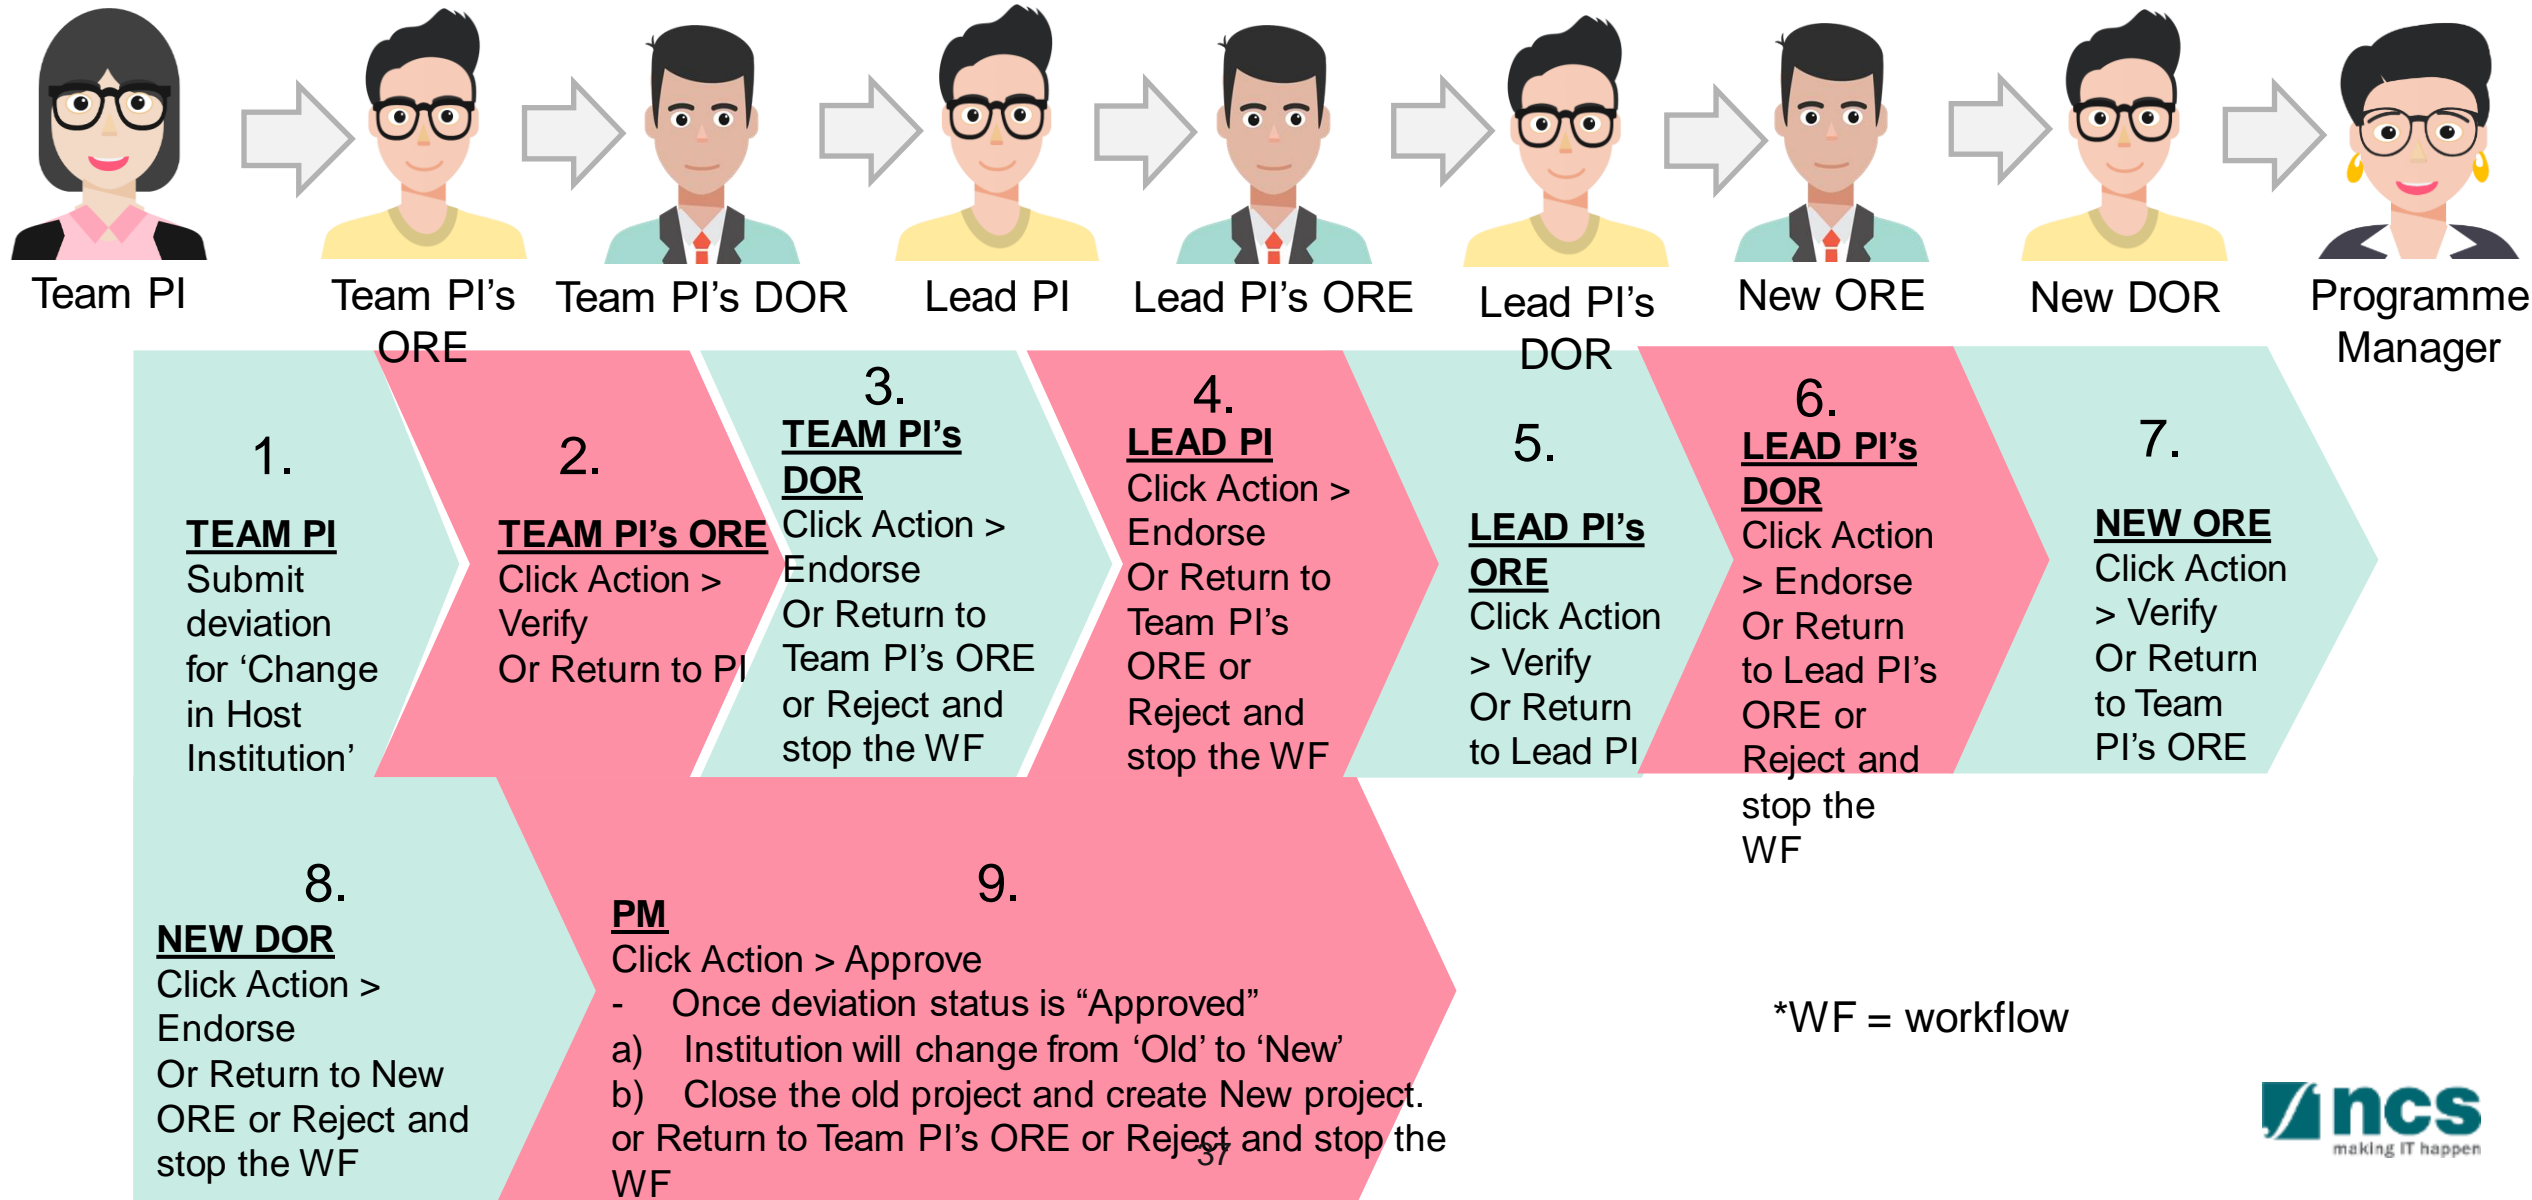 Team PI
Team PI's
ORE
Team PI's DOR
Lead PI
Lead PI's ORE
Lead PI's
DOR
New ORE
New DOR
Programme
Manager
1.
TEAM PI
Submit
deviation
for ‘Change
in Host
Institution’
2.
TEAM PI’s ORE
Click Action >
Verify
Or Return to PI
3.
TEAM PI’s
DOR
Click Action >
Endorse
Or Return to
Team PI’s ORE
or Reject and
stop the WF
4.
LEAD PI
Click Action >
Endorse
Or Return to
Team PI’s
ORE or
Reject and
stop the WF
5.
LEAD PI’s
ORE
Click Action
> Verify
Or Return
to Lead PI
6.
LEAD PI’s
DOR
Click Action
> Endorse
Or Return
to Lead PI’s
ORE or
Reject and
stop the
WF
7.
NEW ORE
Click Action
> Verify
Or Return
to Team
PI’s ORE
8.
NEW DOR
Click Action >
Endorse
Or Return to New
ORE or Reject and
stop the WF
9.
PM
Click Action > Approve
- Once deviation status is “Approved”
a) Institution will change from ‘Old’ to ‘New’
b) Close the old project and create New project.
or Return to Team PI’s ORE or Reject and stop the
WF
37
*WF = workflow
ncs
making IT happen